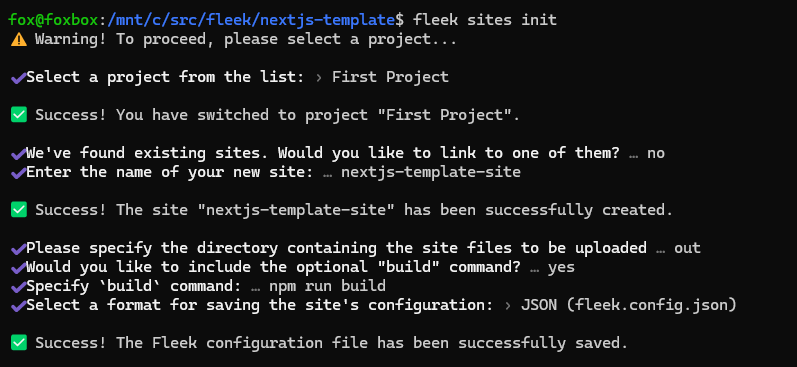 fox@foxbox:/mnt/c/src/fleek/nextjs-template$ fleek sites init
⚠️ Warning! To proceed, please select a project...
✔Select a project from the list: › First Project
✅ Success! You have switched to project "First Project".
✔We've found existing sites. Would you like to link to one of them? … no
✔Enter the name of your new site: … nextjs-template-site
✅ Success! The site "nextjs-template-site" has been successfully created.
✔Please specify the directory containing the site files to be uploaded … out
✔Would you like to include the optional "build" command? … yes
✔Specify `build` command: … npm run build
✔Select a format for saving the site's configuration: › JSON (fleek.config.json)
✅ Success! The Fleek configuration file has been successfully saved.